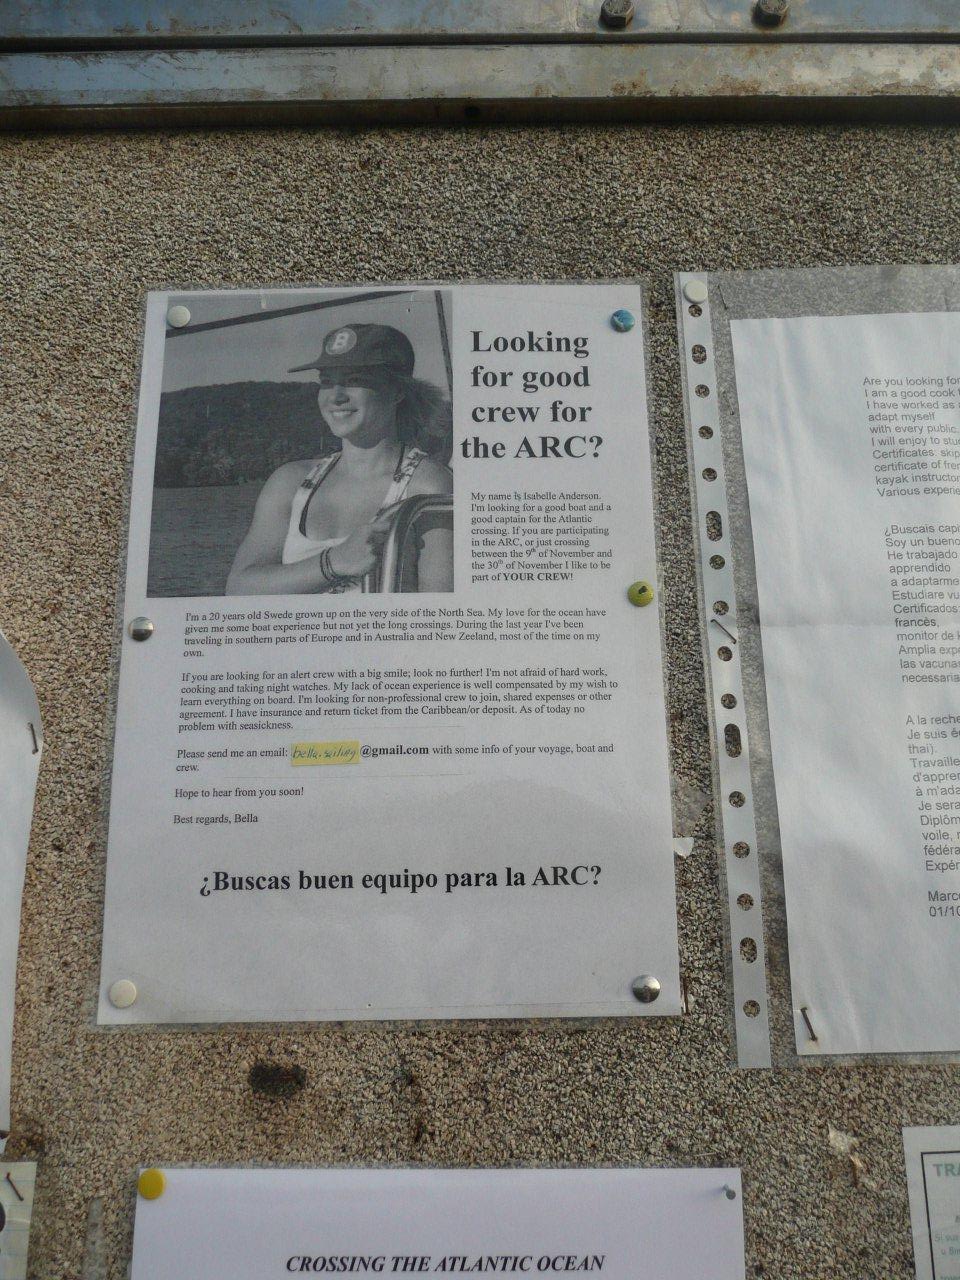 B
Looking
for good
crew for
the ARC?
My name is Isabelle Anderson.
I'm looking for a good boat and a
good captain for the Atlantic
crossing. If you are participating
in the ARC, or just crossing
between the 9th of November and
the 30th of November I like to be
part of YOUR CREW!
I'm a 20 years old Swede grown up on the very side of the North Sea. My love for the ocean have
given me some boat experience but not yet the long crossings. During the last year I've been
traveling in southern parts of Europe and in Australia and New Zeeland, most of the time on my
own.
If you are looking for an alert crew with a big smile; look no further! I'm not afraid of hard work,
cooking and taking night watches. My lack of ocean experience is well compensated by my wish to
learn everything on board. I'm looking for non-professional crew to join, shared expenses or other
agreement. I have insurance and return ticket from the Caribbean/or deposit. As of today no
problem with seasickness.
Please send me an email: bella.sailing@gmail.com with some info of your voyage, boat and
crew.
Hope to hear from you soon!
Best regards, Bella
¿Buscas buen equipo para la ARC?
Are you looking for
I am a good cook
I have worked as
adapt myself
with every public.
I will enjoy to
Certificates:
certificate of
kayak instructor
Various
¿Buscais
Soy un bueno
He trabajado
apprendido
a adaptarme
Estudiare
Certificados:
francès,
monitor de
Amplia
las
A la
Je suis
thai).
Travaille
à
Je
voile,
CROSSING THE ATLANTIC OCEAN